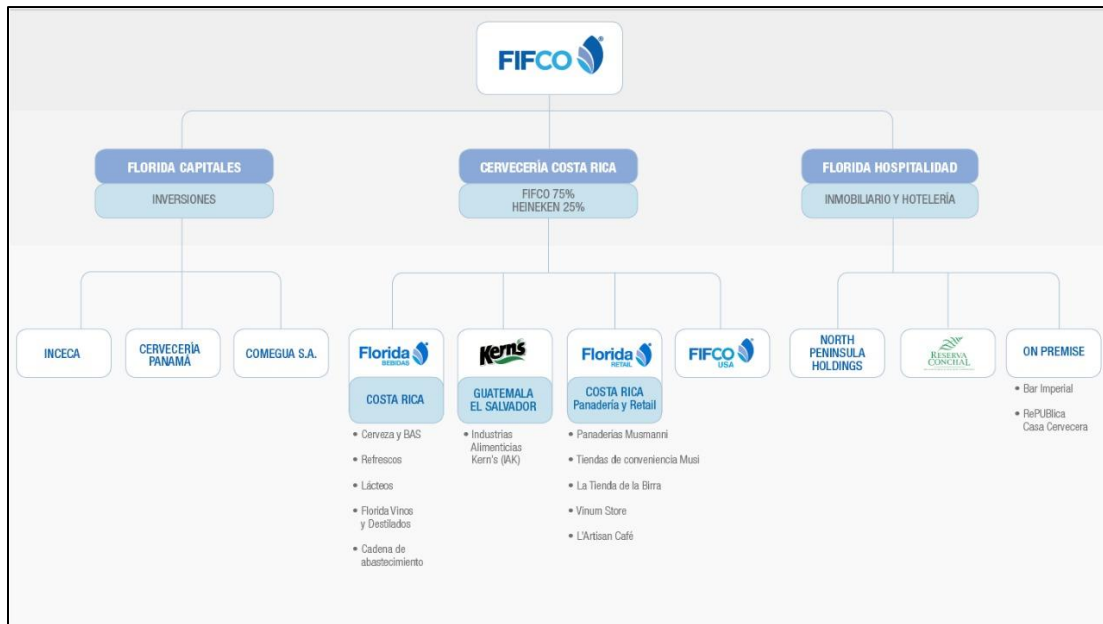 FIFCO
FLORIDA CAPITALES
INVERSIONES
CERVECERÌA COSTA RICA
FIFCO 75%
HEINEKEN 25%
FLORIDA HOSPITALIDAD
INMOBILIARIO Y HOTELERÍA
INCECA
CERVECERÍA
PANAMÁ
COMEGUA S.A.
Florida
BEBIDAS
COSTA RICA
• Cerveza y BAS
• Refrescos
• Lácteos
• Florida Vinos
y Destilados
• Cadena de
abastecimiento
Kern's
GUATEMALA
EL SALVADOR
• Industrias
Alimenticias
Kern's (IAK)
Florida
RETAIL
COSTA RICA
Panadería y Retail
• Panaderías Musmanni
• Tiendas de conveniencia Musi
• La Tienda de la Birra
• Vinum Store
• L'Artisan Café
FIFCO
USA
NORTH
PENINSULA
HOLDINGS
RESERVA
CONCHAL
ON PREMISE
• Bar Imperial
• RePUBlica
Casa Cervecera